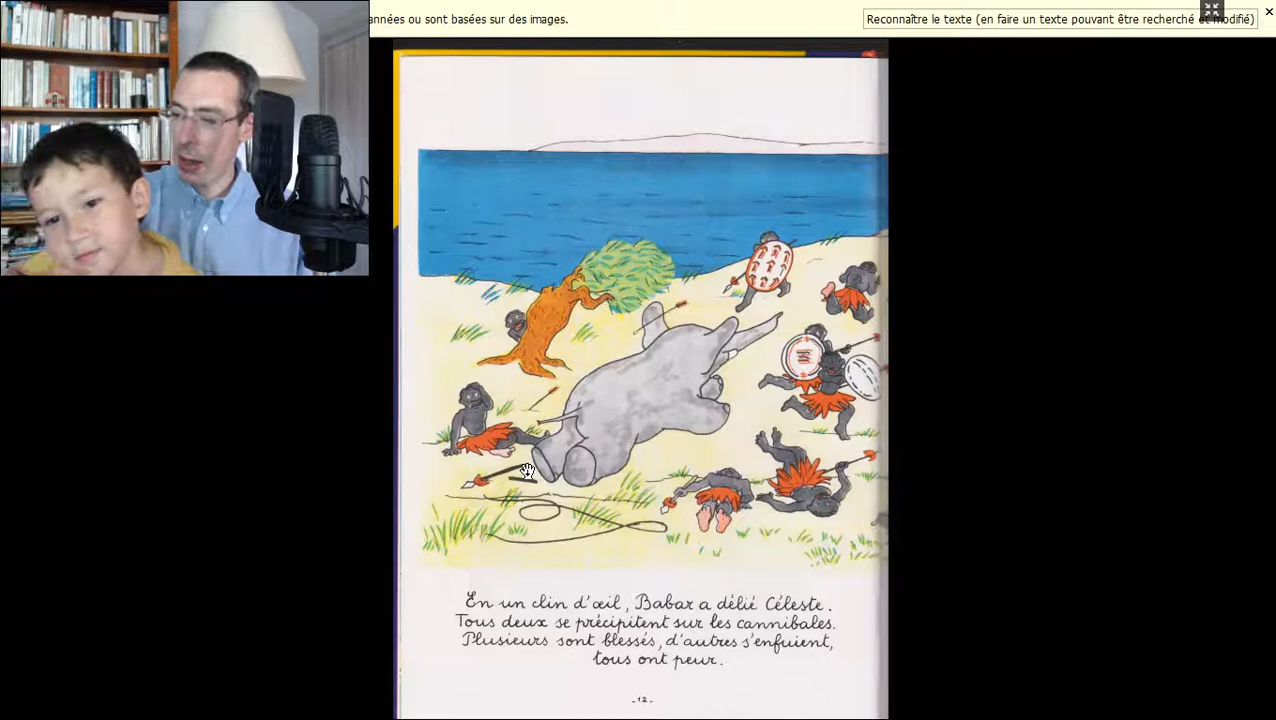 années ou sont basées sur des images.
Reconnaître le texte (en faire un texte pouvant être recherché et modifié)
En un clin d'œil, Babar a délié Céleste.
Tous deux se précipitent sur les cannibales.
Plusieurs sont blessés, d'autres s'enfuient,
tous ont peur.
-12-